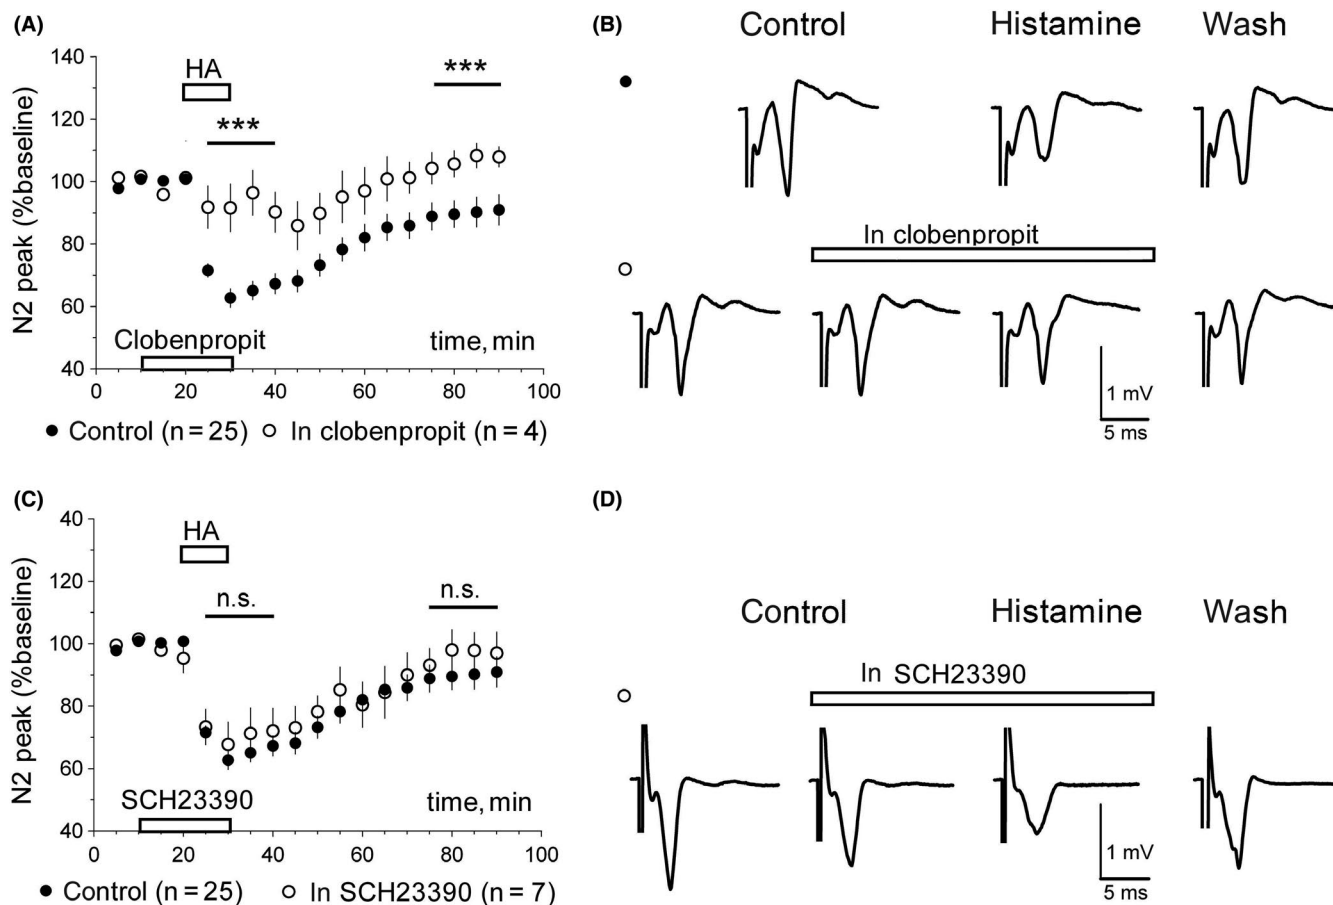 (A)
140
HA
120
***
***
100
80
60
Clobenpropit
time, min
40
0 20 40 60 80 100
N2 peak (%baseline)
● Control (n = 25) ○ In clobenpropit (n = 4)
(B)
Control Histamine Wash
In clobenpropit
1 mV
5 ms
(C)
40
HA
120
n.s.
n.s.
100
80
60
SCH23390
time, min
40
0 20 40 60 80 100
N2 peak (%baseline)
● Control (n = 25) ○ In SCH23390 (n = 7)
(D)
Control Histamine Wash
In SCH23390
1 mV
5 ms